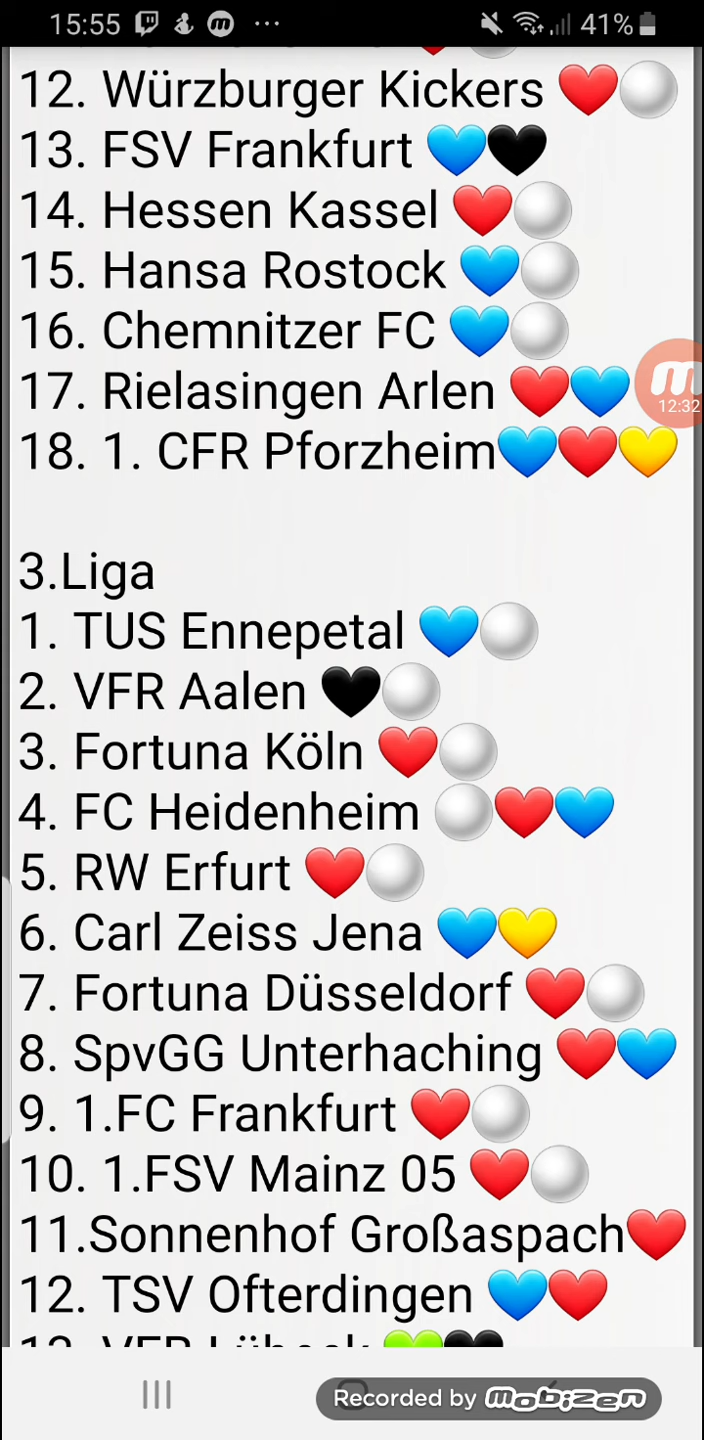 15:55 41%
12. Würzburger Kickers ❤️⚪
13. FSV Frankfurt 💙🖤
14. Hessen Kassel ❤️⚪
15. Hansa Rostock 💙⚪
16. Chemnitzer FC 💙⚪
17. Rielasingen Arlen ❤️💙
12:32
18. 1. CFR Pforzheim💙❤️💛
3.Liga
1. TUS Ennepetal 💙⚪
2. VFR Aalen 🖤⚪
3. Fortuna Köln ❤️⚪
4. FC Heidenheim ⚪❤️💙
5. RW Erfurt ❤️⚪
6. Carl Zeiss Jena 💙💛
7. Fortuna Düsseldorf ❤️⚪
8. SpvGG Unterhaching ❤️💙
9. 1.FC Frankfurt ❤️⚪
10. 1.FSV Mainz 05 ❤️⚪
11.Sonnenhof Großaspach❤️
12. TSV Ofterdingen 💙❤️
13. VFB Lübeck 💚🖤
Recorded by mobizen